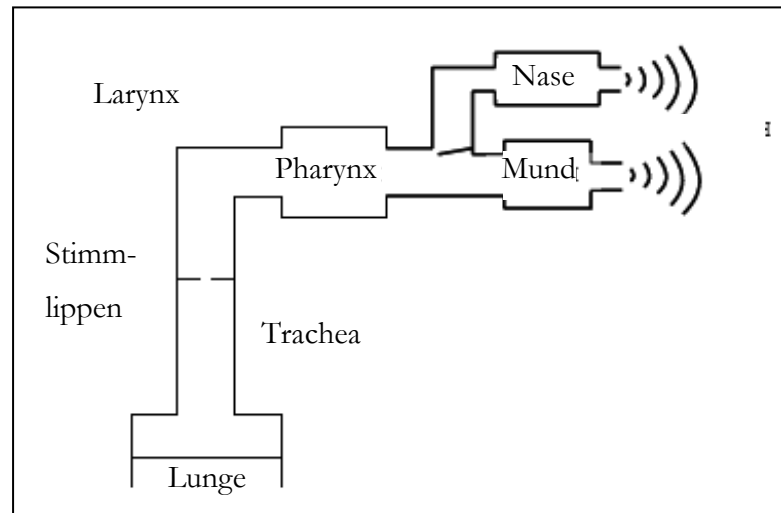 Nase
Larynx
Pharynx
Mund
Stimm-
lippen
Trachea
Lunge